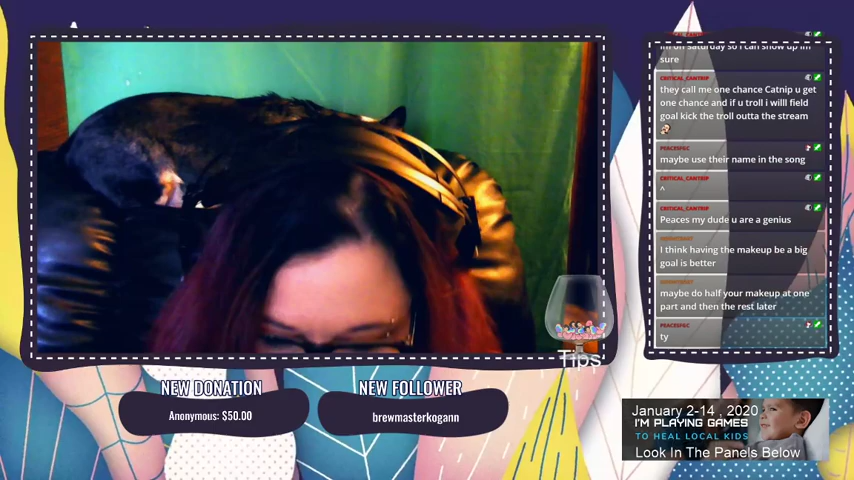 im off saturday so i can show up im
sure
CRITICAL_CANTRIP
they call me one chance Catnip u get
one chance and if u troll i willl field
goal kick the troll outta the stream
PEACESFKC
maybe use their name in the song
CRITICAL_CANTRIP
^
CRITICAL_CANTRIP
Peaces my dude u are a genius
I think having the makeup be a big
goal is better
maybe do half your makeup at one
part and then the rest later
PEACESFKC
ty
Tips
NEW DONATION
Anonymous: $50.00
NEW FOLLOWER
brewmasterkogann
January 2-14 , 2020
I'M PLAYING GAMES
TO HEAL LOCAL KIDS
Look In The Panels Below